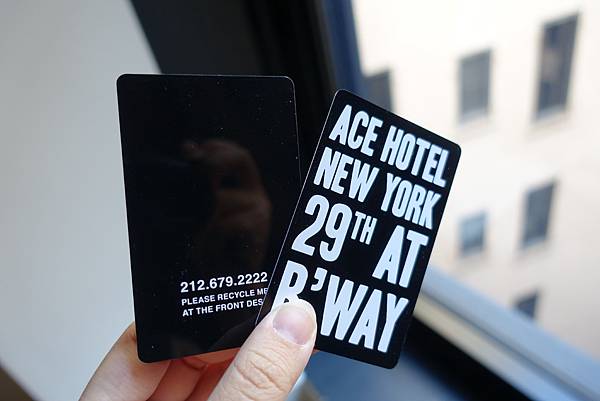 212.679.2222
PLEASE RECYCLE ME
AT THE FRONT DES
ACE HOTEL
NEW YORK
29TH AT
B'WAY